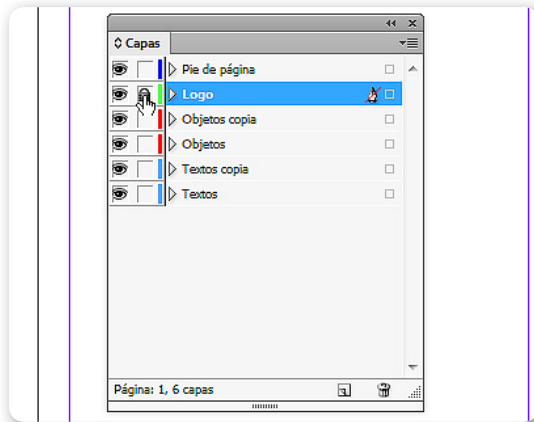 Capas
Pie de página
Logo
Objetos copia
Objetos
Textos copia
Textos
Página: 1, 6 capas